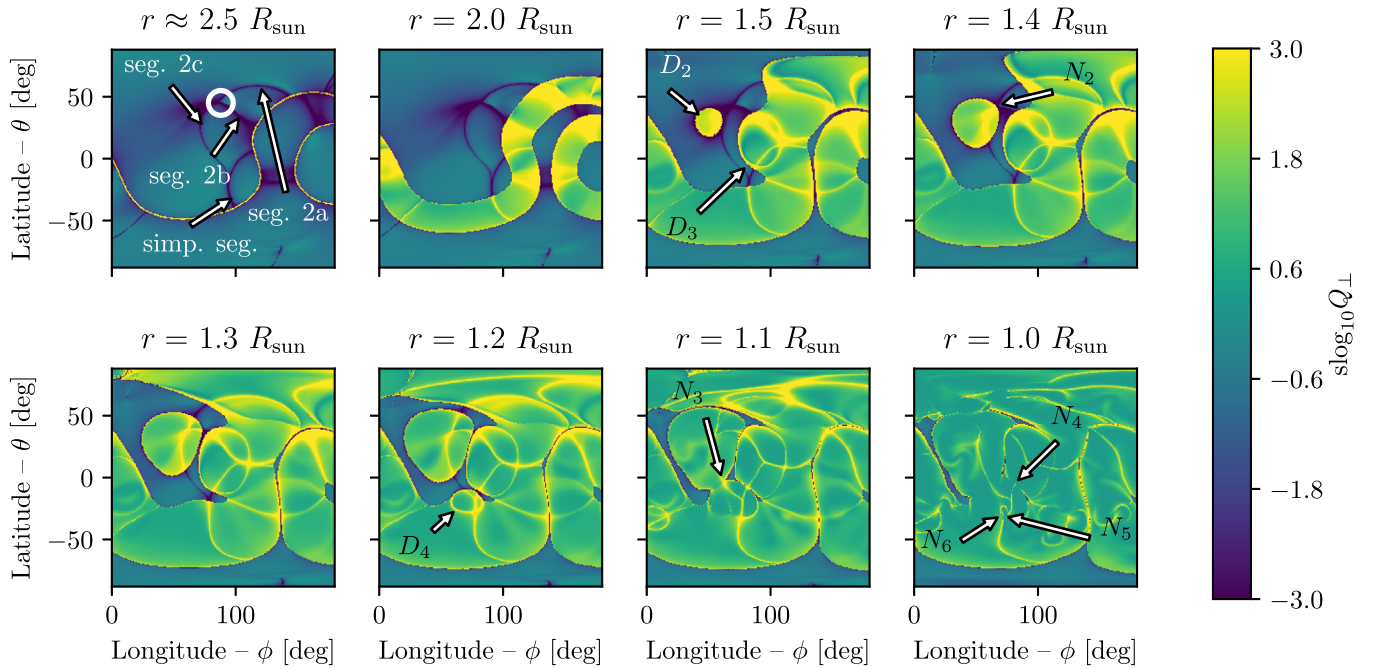 r ≈ 2.5 R_sun
r = 2.0 R_sun
r = 1.5 R_sun
r = 1.4 R_sun
Latitude – θ [deg]
50
0
−50
seg. 2c
seg. 2b
seg. 2a
simp. seg.
D_2
D_3
N_2
3.0
1.8
0.6
−0.6
−1.8
−3.0
slog_10 Q_⊥
r = 1.3 R_sun
r = 1.2 R_sun
r = 1.1 R_sun
r = 1.0 R_sun
Latitude – θ [deg]
50
0
−50
D_4
N_3
N_4
N_6
N_5
0
100
0
100
0
100
0
100
Longitude – ϕ [deg]
Longitude – ϕ [deg]
Longitude – ϕ [deg]
Longitude – ϕ [deg]